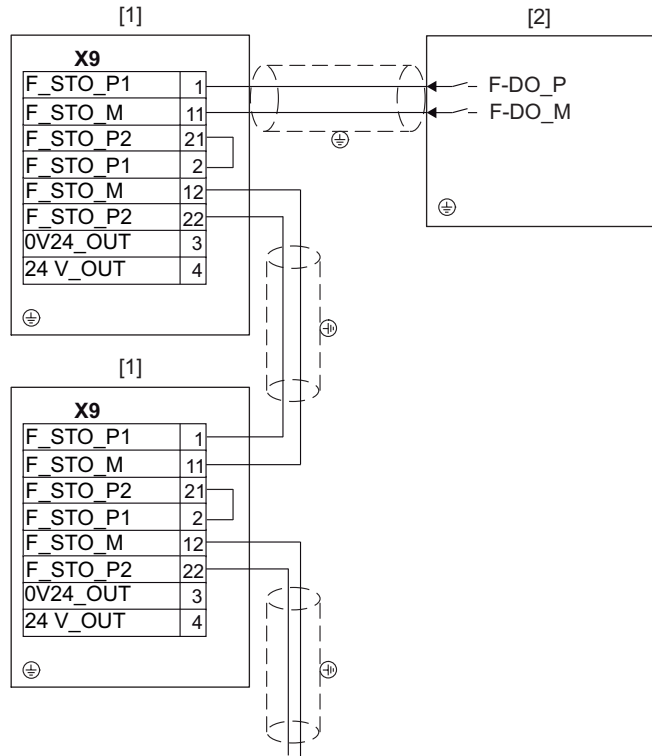 [1]
[2]
X9
F_STO_P1 1
F_STO_M 11
F_STO_P2 21
F_STO_P1 2
F_STO_M 12
F_STO_P2 22
0V24_OUT 3
24 V_OUT 4
F-DO_P
F-DO_M
[1]
X9
F_STO_P1 1
F_STO_M 11
F_STO_P2 21
F_STO_P1 2
F_STO_M 12
F_STO_P2 22
0V24_OUT 3
24 V_OUT 4